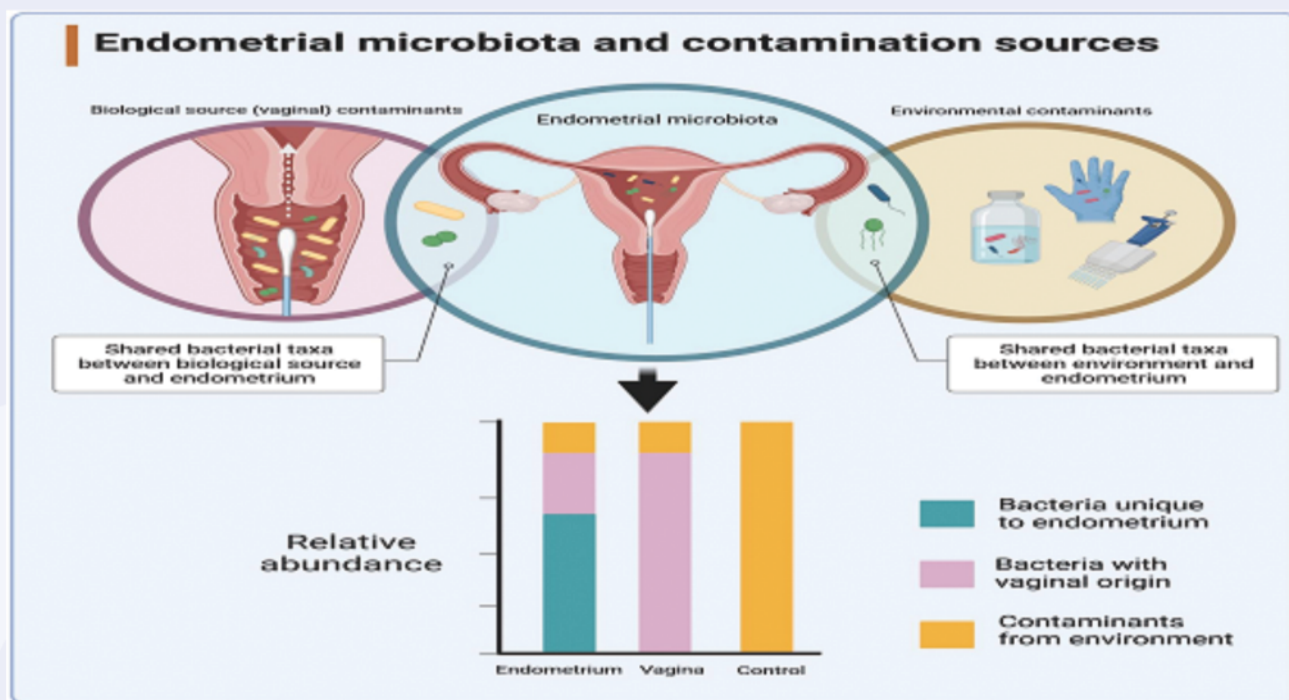 Endometrial microbiota and contamination sources
Biological source (vaginal) contaminants
Endometrial microbiota
Environmental contaminants
Shared bacterial taxa
between biological source
and endometrium
Shared bacterial taxa
between environment and
endometrium
Relative
abundance
Endometrium
Vagina
Control
Bacteria unique
to endometrium
Bacteria with
vaginal origin
Contaminants
from environment